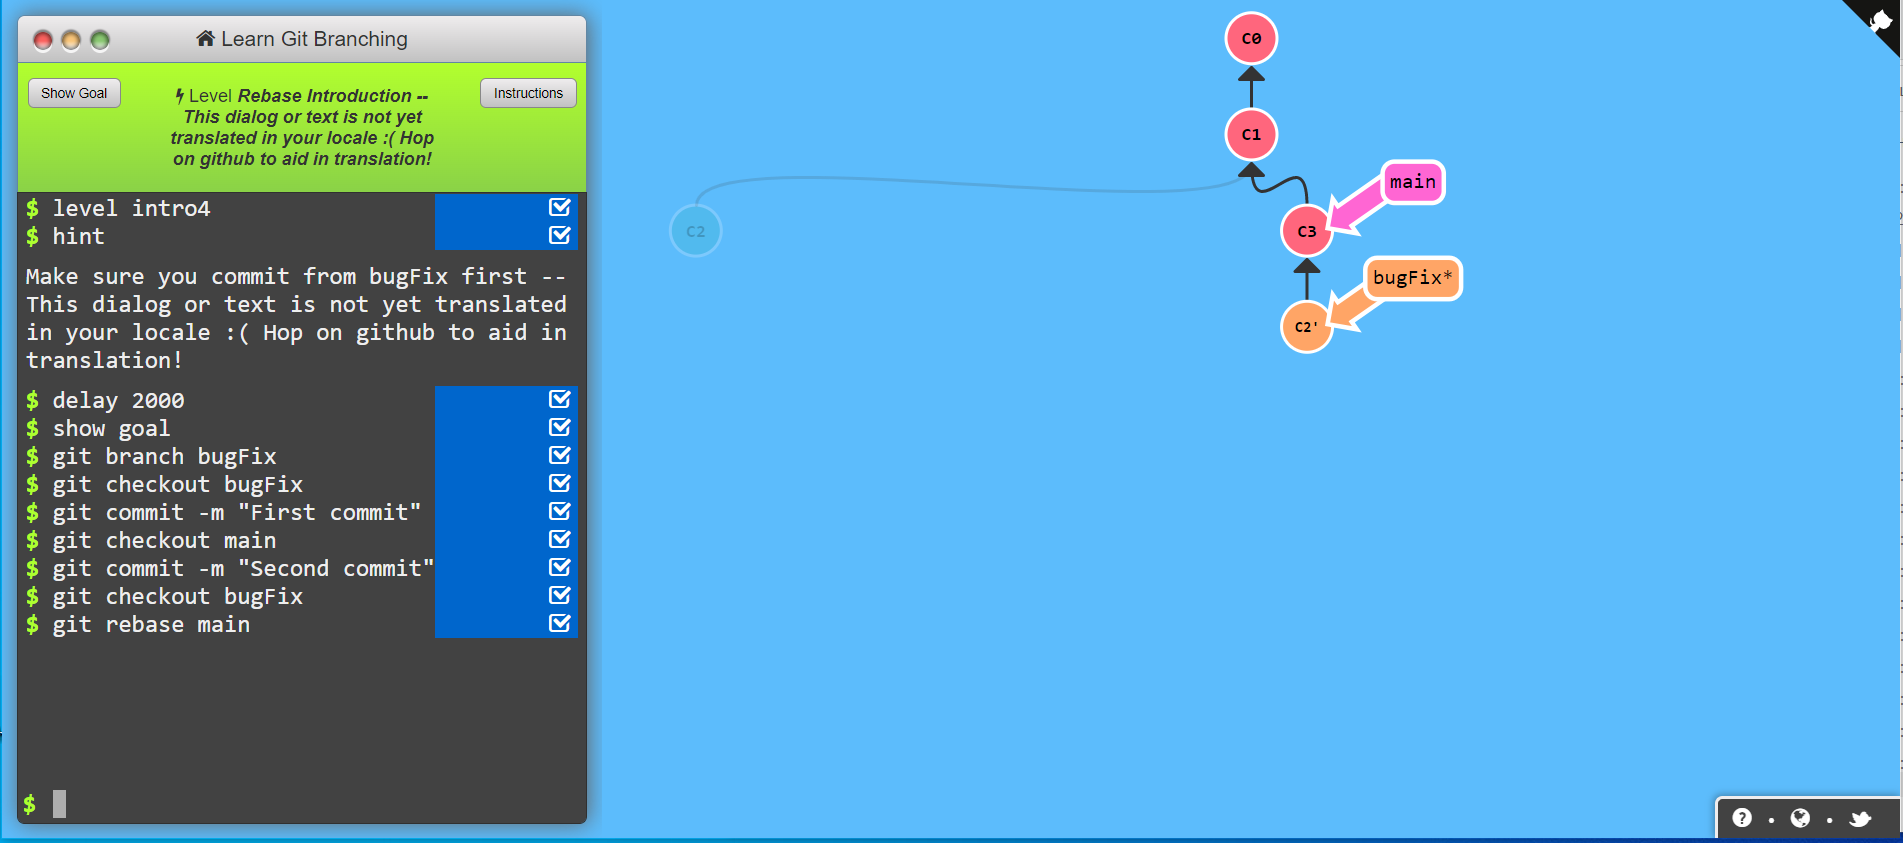 Learn Git Branching
Show Goal
Level Rebase Introduction --
This dialog or text is not yet
translated in your locale :( Hop
on github to aid in translation!
Instructions
$ level intro4
$ hint
Make sure you commit from bugFix first --
This dialog or text is not yet translated
in your locale :( Hop on github to aid in
translation!
$ delay 2000
$ show goal
$ git branch bugFix
$ git checkout bugFix
$ git commit -m "First commit"
$ git checkout main
$ git commit -m "Second commit"
$ git checkout bugFix
$ git rebase main
$
C0
C1
main
C2
C3
bugFix*
C2'
?